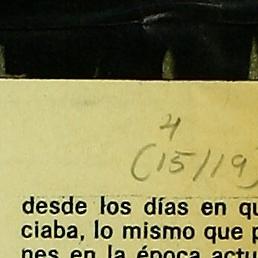 4
(15/19)
desde los días en qu
ciaba, lo mismo que p
nes en la época actu